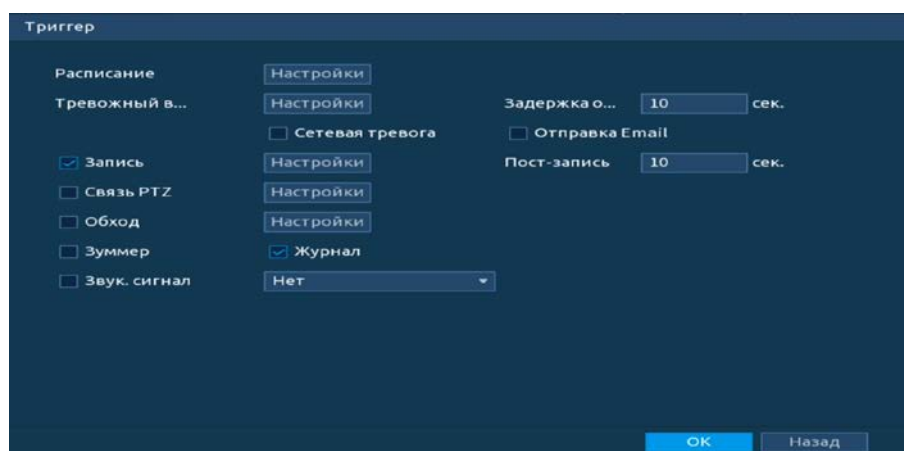 Триггер
Расписание Настройки
Тревожный в... Настройки Задержка о... 10 сек.
Сетевая тревога Отправка Email
Запись Настройки Пост-запись 10 сек.
Связь PTZ Настройки
Обход Настройки
Зуммер Журнал
Звук. сигнал Нет
OK Назад